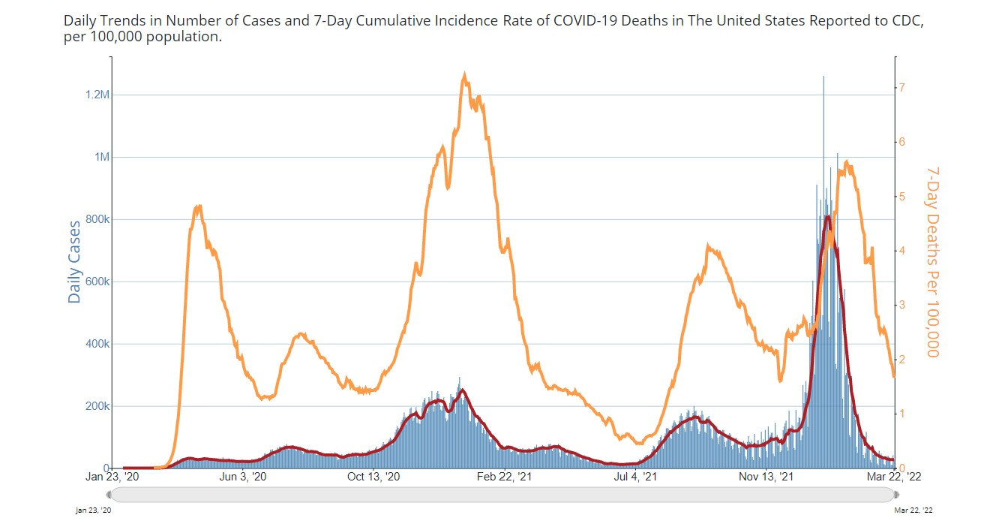 Daily Trends in Number of Cases and 7-Day Cumulative Incidence Rate of COVID-19 Deaths in The United States Reported to CDC,
per 100,000 population.
Daily Cases
1.2M
1M
800k
600k
400k
200k
0
7-Day Deaths Per 100,000
7
6
5
4
3
2
1
0
Jan 23, '20
Jun 3, '20
Oct 13, '20
Feb 22, '21
Jul 4, '21
Nov 13, '21
Mar 22, '22
Jan 23, '20
Mar 22, '22